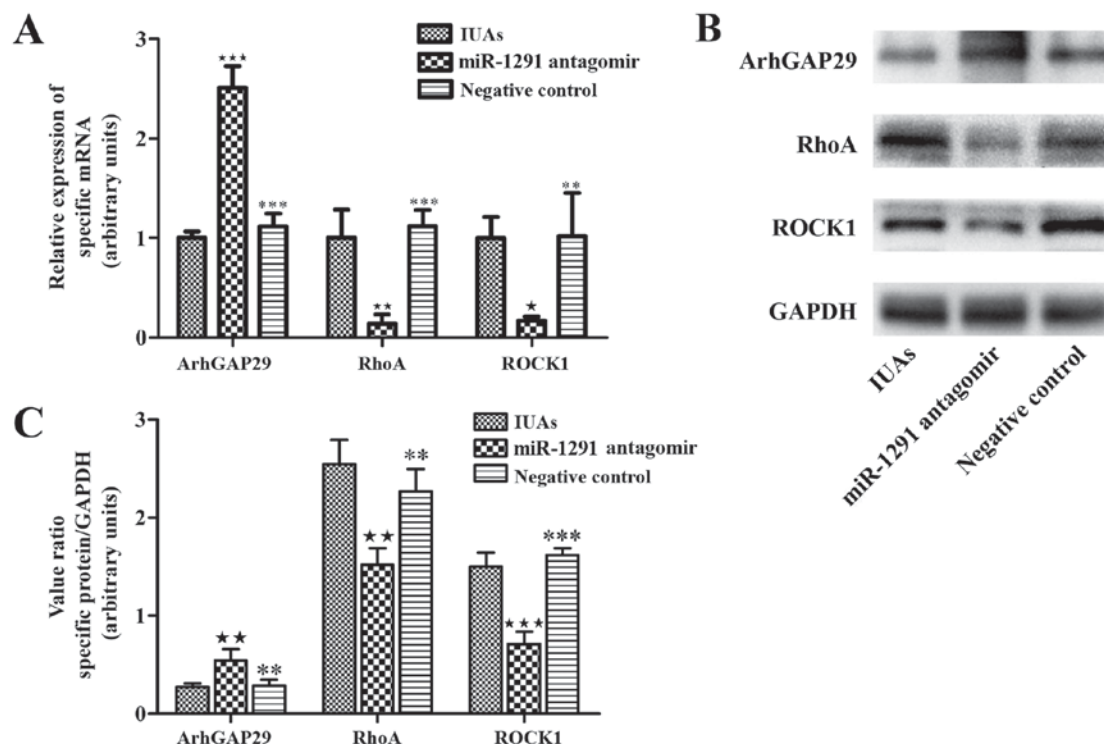 A
Relative expression of
specific mRNA
(arbitrary units)
3
2
1
0
IUAs
miR-1291 antagomir
Negative control
★★★
***
★★
***
★
**
ArhGAP29
RhoA
ROCK1
B
ArhGAP29
RhoA
ROCK1
GAPDH
IUAs
miR-1291 antagomir
Negative control
C
Value ratio
specific protein/GAPDH
(arbitrary units)
3
2
1
0
IUAs
miR-1291 antagomir
Negative control
★★
**
★★
**
★★★
***
ArhGAP29
RhoA
ROCK1